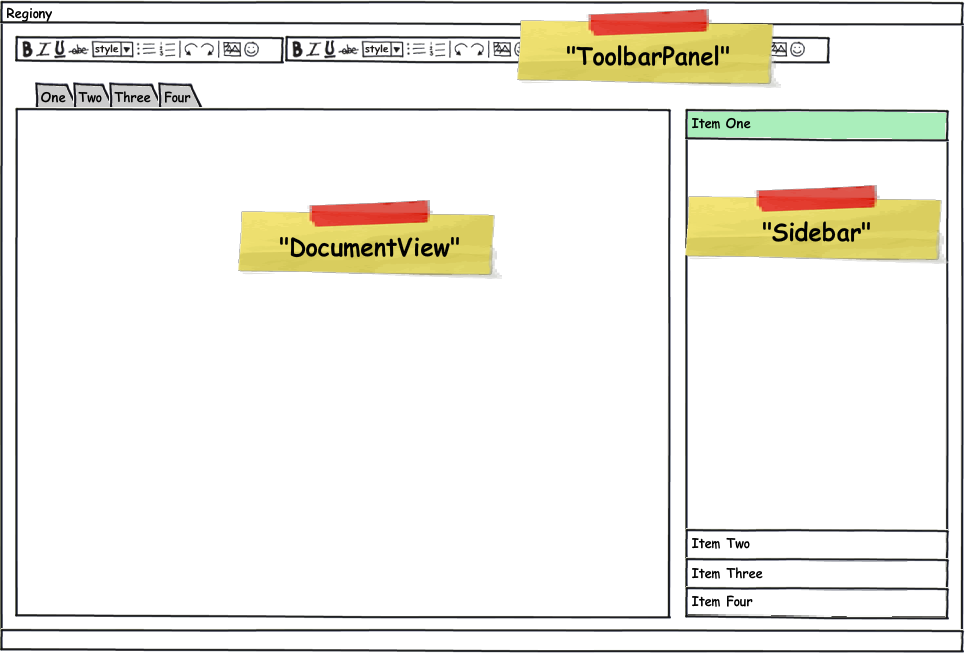 Regiony
B I U abc style B I U abc style
"ToolbarPanel"
One Two Three Four
Item One
"DocumentView"
"Sidebar"
Item Two
Item Three
Item Four